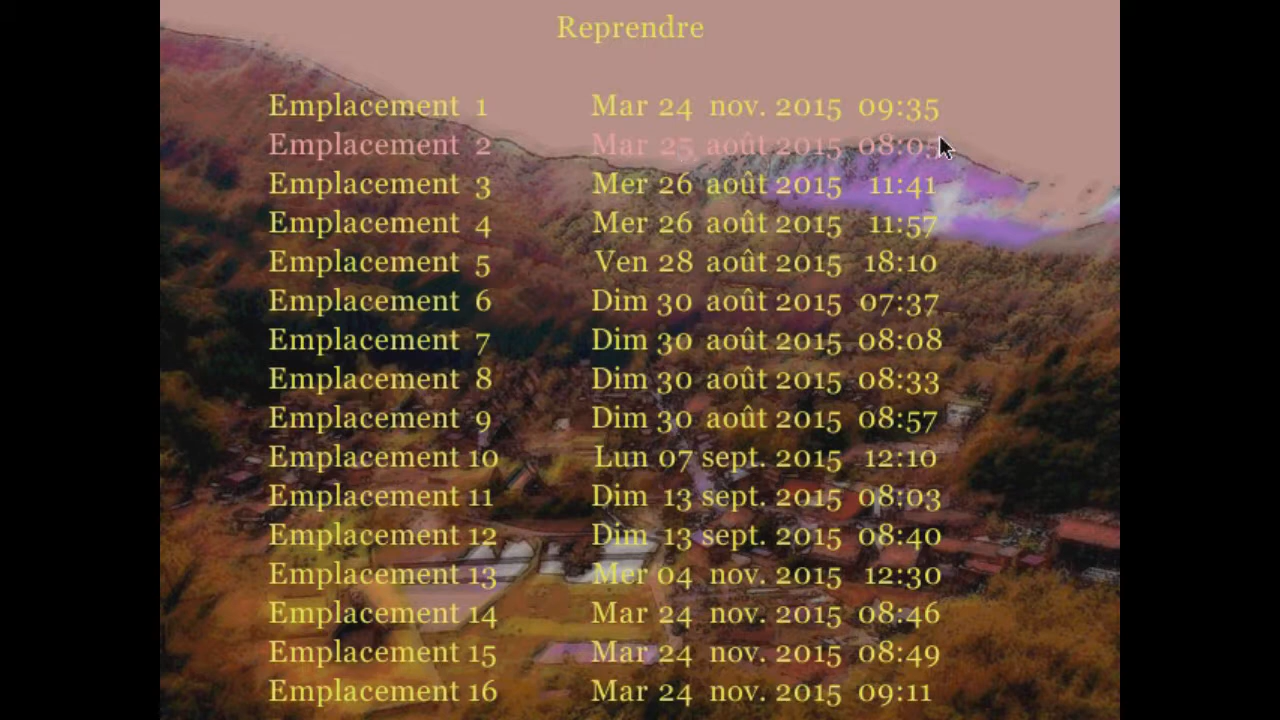 Reprendre
Emplacement 1 Mar 24 nov. 2015 09:35
Emplacement 2 Mar 25 août 2015 08:05
Emplacement 3 Mer 26 août 2015 11:41
Emplacement 4 Mer 26 août 2015 11:57
Emplacement 5 Ven 28 août 2015 18:10
Emplacement 6 Dim 30 août 2015 07:37
Emplacement 7 Dim 30 août 2015 08:08
Emplacement 8 Dim 30 août 2015 08:33
Emplacement 9 Dim 30 août 2015 08:57
Emplacement 10 Lun 07 sept. 2015 12:10
Emplacement 11 Dim 13 sept. 2015 08:03
Emplacement 12 Dim 13 sept. 2015 08:40
Emplacement 13 Mer 04 nov. 2015 12:30
Emplacement 14 Mar 24 nov. 2015 08:46
Emplacement 15 Mar 24 nov. 2015 08:49
Emplacement 16 Mar 24 nov. 2015 09:11